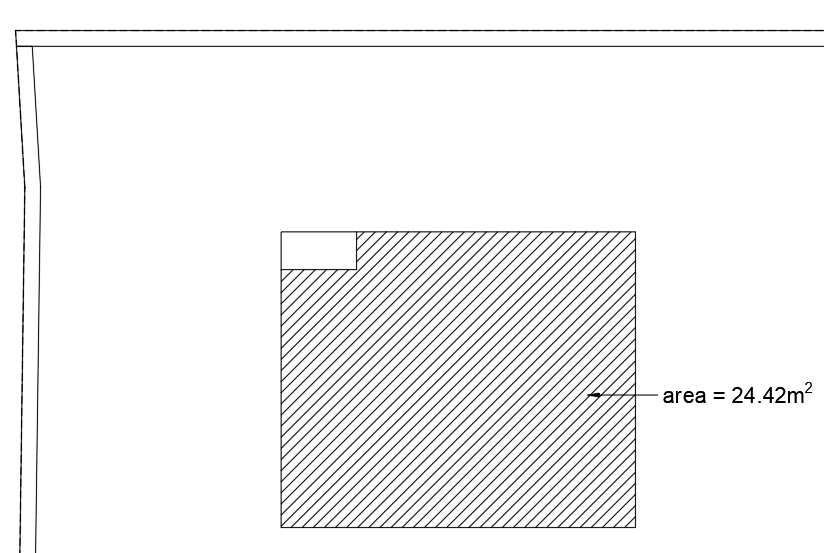 area = 24.42m²